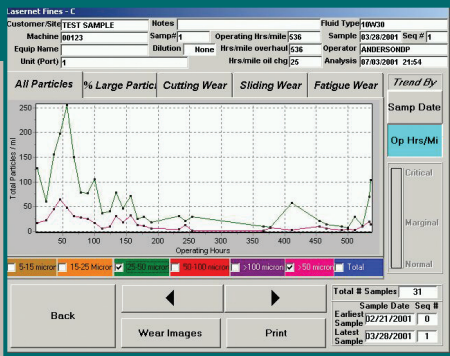 Lasernet Fines - C
Customer/Site TEST SAMPLE Notes Fluid Type 10W30
Machine 00123 Samp# 1 Operating Hrs/mile 536 Sample 03/28/2001 Seq # 1
Equip Name Dilution None Hrs/mile overhaul 536 Operator ANDERSONDP
Unit (Port) 1 Hrs/mile oil chg 25 Analysis 07/03/2001 21:54
All Particles % Large Partic Cutting Wear Sliding Wear Fatigue Wear Trend By
Samp Date
Op Hrs/Mi
Critical
Marginal
Normal
Total Particles / ml
250
200
150
100
50
0
50 100 150 200 250 300 350 400 450 500
Operating Hours
5-15 micron 15-25 Micron 25-50 micron 50-100 micron >100 micron >50 micron Total
Back
Wear Images Print
Total # Samples 31
Sample Date Seq #
Earliest Sample 02/21/2001 0
Latest Sample 03/28/2001 1